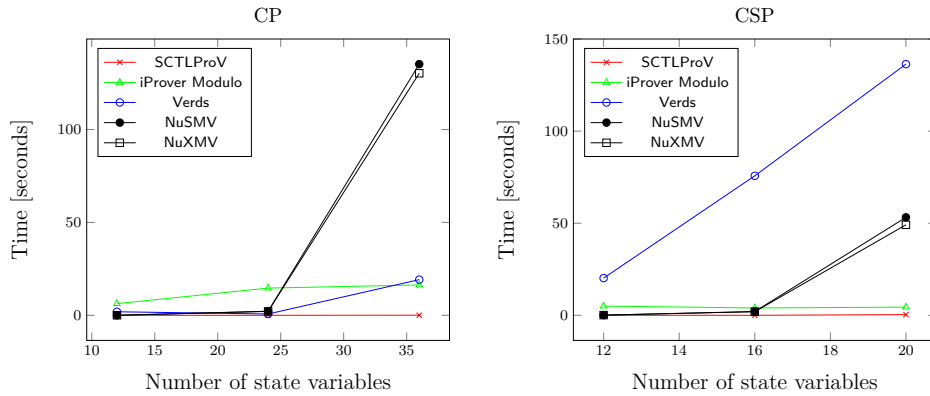 CP
SCTLProV
iProver Modulo
Verds
NuSMV
NuXMV
Time [seconds]
100
50
0
10 15 20 25 30 35
Number of state variables
CSP
SCTLProV
iProver Modulo
Verds
NuSMV
NuXMV
Time [seconds]
150
100
50
0
12 14 16 18 20
Number of state variables